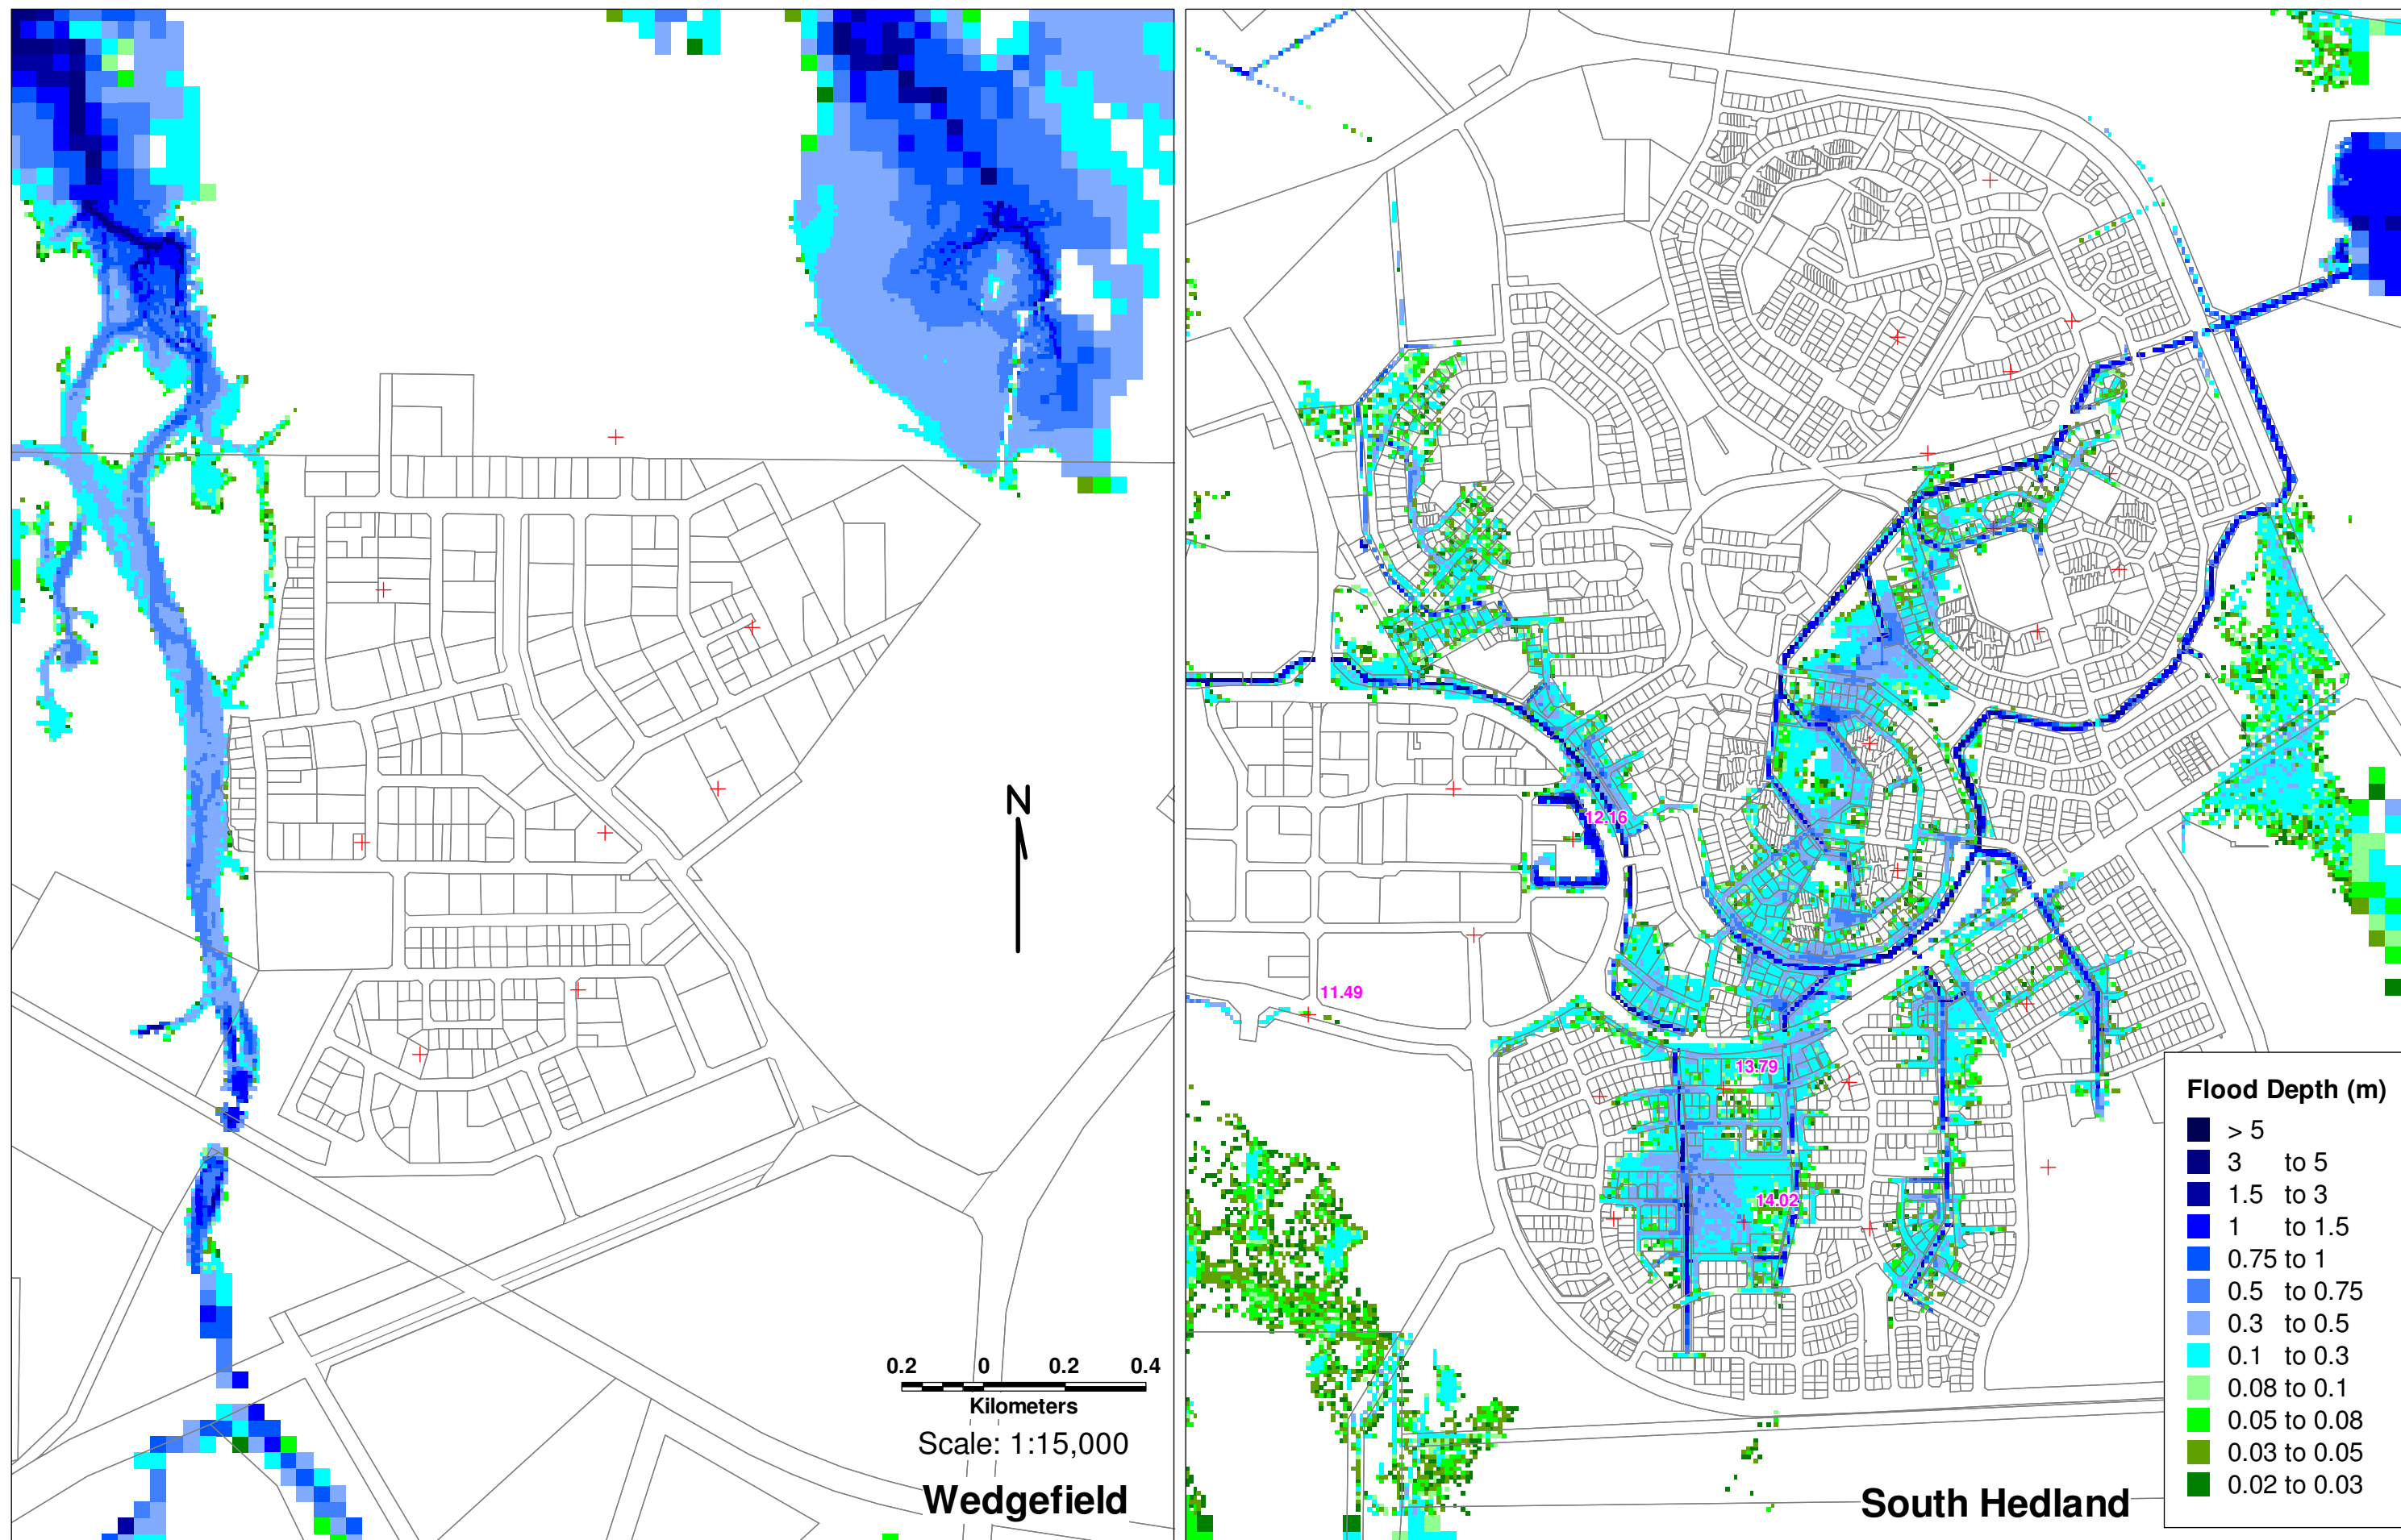 N
0.2 0 0.2 0.4
Kilometers
Scale: 1:15,000
Wedgefield
12.16
11.49
13.79
14.02
South Hedland
Flood Depth (m)
> 5
3 to 5
1.5 to 3
1 to 1.5
0.75 to 1
0.5 to 0.75
0.3 to 0.5
0.1 to 0.3
0.08 to 0.1
0.05 to 0.08
0.03 to 0.05
0.02 to 0.03